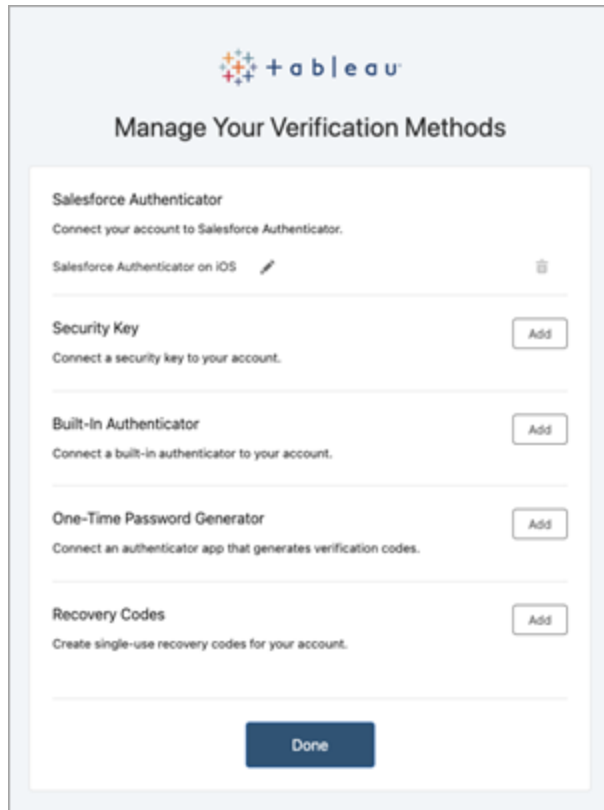 +ableau
Manage Your Verification Methods
Salesforce Authenticator
Connect your account to Salesforce Authenticator.
Salesforce Authenticator on iOS
Security Key
Add
Connect a security key to your account.
Built-In Authenticator
Add
Connect a built-in authenticator to your account.
One-Time Password Generator
Add
Connect an authenticator app that generates verification codes.
Recovery Codes
Add
Create single-use recovery codes for your account.
Done